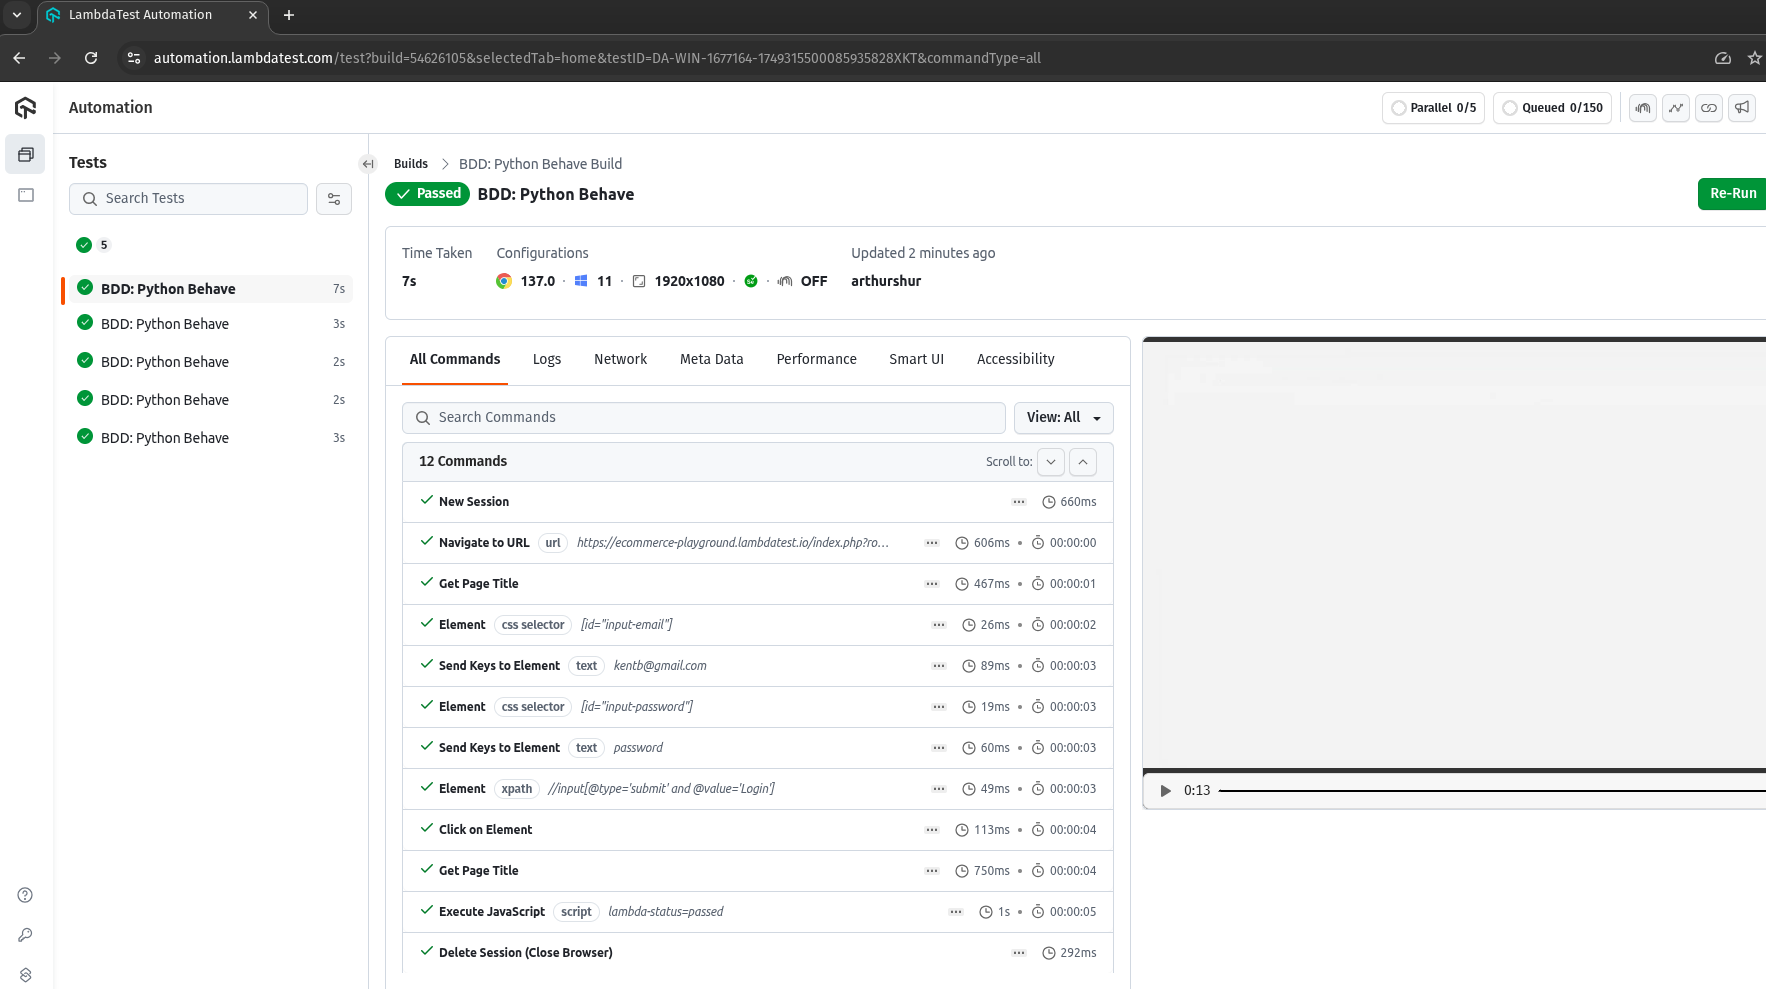 LambdaTest Automation
automation.lambdatest.com/test?build=54626105&selectedTab=home&testID=DA-WIN-1677164-1749315500085935828XKT&commandType=all
Automation
Parallel 0/5
Queued 0/150
Tests
Search Tests
5
BDD: Python Behave 7s
BDD: Python Behave 3s
BDD: Python Behave 2s
BDD: Python Behave 2s
BDD: Python Behave 3s
Builds > BDD: Python Behave Build
Passed BDD: Python Behave
Re-Run
Time Taken Configurations Updated 2 minutes ago
7s 137.0 · 11 · 1920x1080 · · OFF arthurshur
All Commands Logs Network Meta Data Performance Smart UI Accessibility
Search Commands View: All
12 Commands Scroll to:
New Session ... 660ms
Navigate to URL url https://ecommerce-playground.lambdatest.io/index.php?ro... ... 606ms • 00:00:00
Get Page Title ... 467ms • 00:00:01
Element css selector [id="input-email"] ... 26ms • 00:00:02
Send Keys to Element text kentb@gmail.com ... 89ms • 00:00:03
Element css selector [id="input-password"] ... 19ms • 00:00:03
Send Keys to Element text password ... 60ms • 00:00:03
Element xpath //input[@type='submit' and @value='Login'] ... 49ms • 00:00:03
Click on Element ... 113ms • 00:00:04
Get Page Title ... 750ms • 00:00:04
Execute JavaScript script lambda-status=passed ... 1s • 00:00:05
Delete Session (Close Browser) ... 292ms
0:13